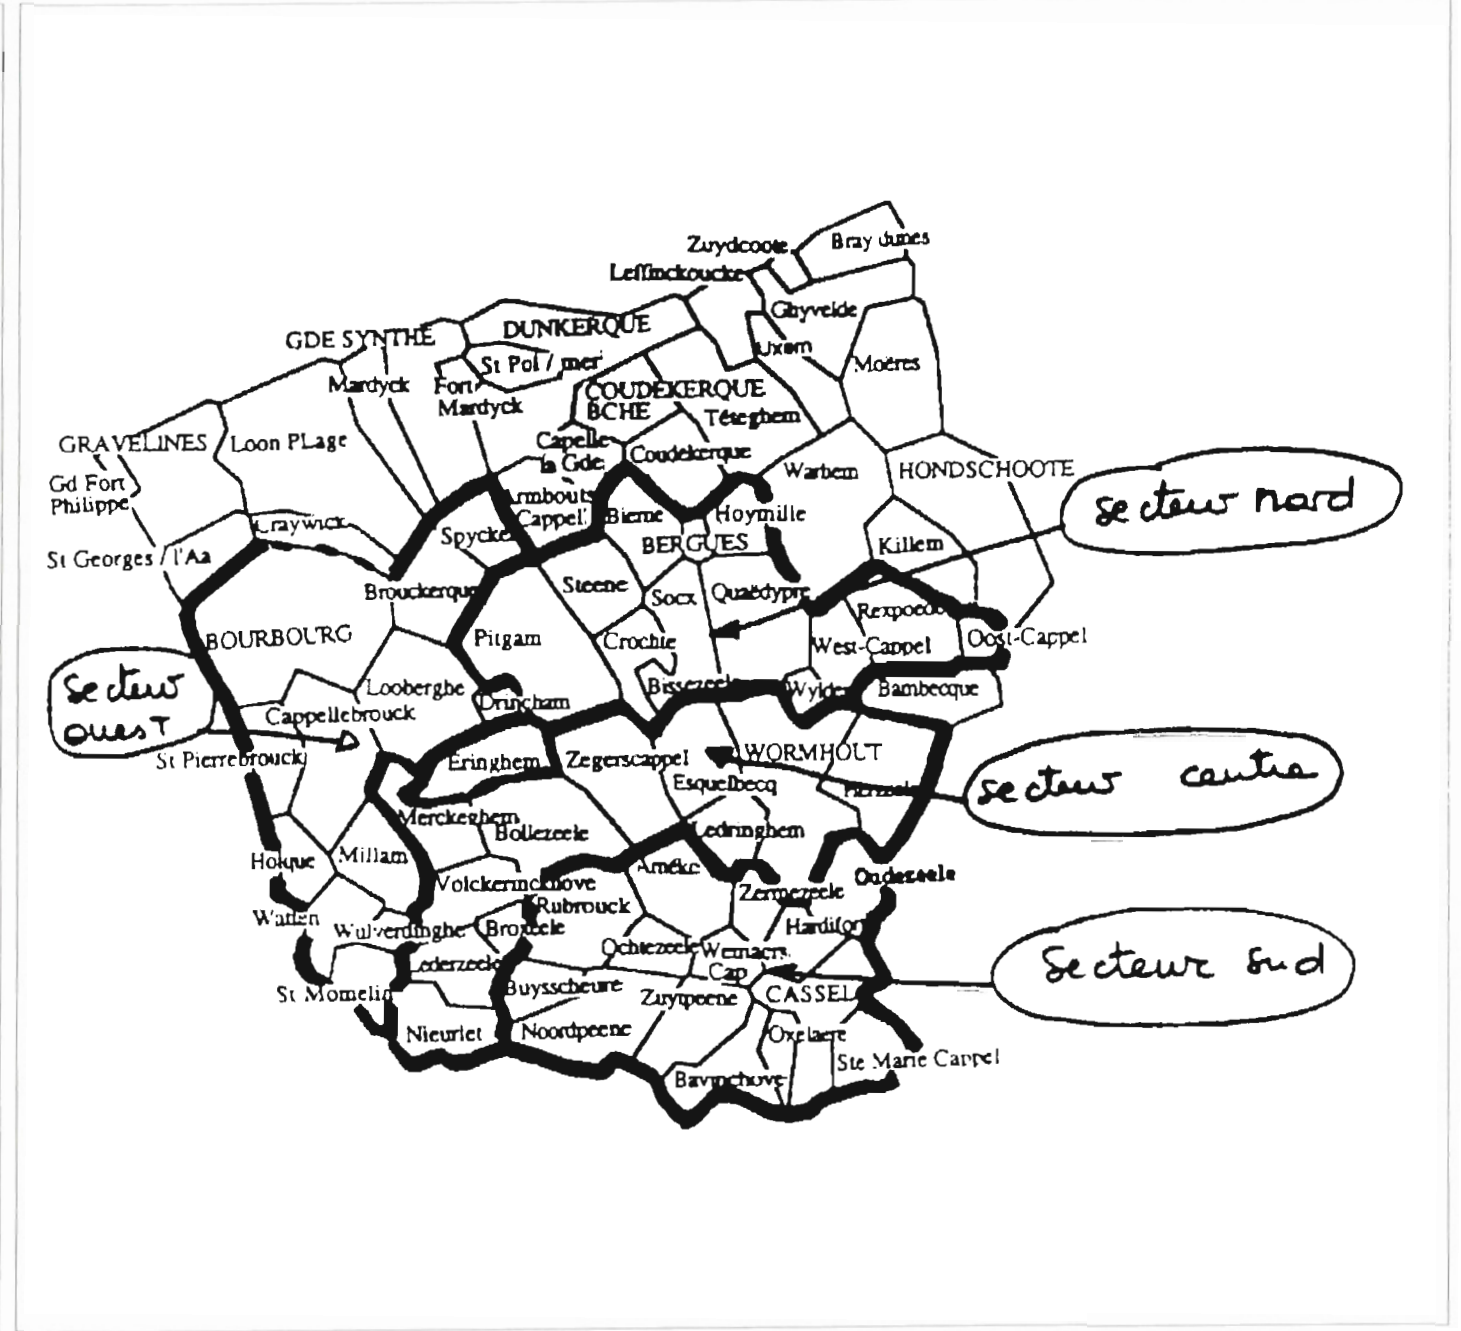 Zuydcoote
Bray dunes
Leffinckoucke
Ghyvelde
GDE SYNTHE
DUNKERQUE
Uxem
St Pol / mer
Moëres
Mardyck
Fort
Mardyck
COUDEKERQUE
BCHE
Téteghem
GRAVELINES
Loon PLage
Capelle
la Gde
Coudekerque
Warhem
HONDSCHOOTE
Gd Fort
Philippe
secteur nord
Armbouts
Cappel
Bierne
Hoymille
Craywick
Spycker
BERGUES
Killem
St Georges / l'Aa
Brouckerque
Steene
Socx
Quaëdypre
Rexpoede
BOURBOURG
Pitgam
Crochte
West-Cappel
Oost-Cappel
secteur
ouest
Looberghe
Drincham
Bissezeele
Wylder
Bambecque
Cappellebrouck
St Pierrebrouck
Eringhem
Zegerscappel
WORMHOUT
Esquelbecq
Herzeele
secteur centre
Merckeghem
Bollezeele
Ledringhem
Holque
Millam
Arnéke
Volckerinckhove
Zermezeele
Oudezeele
Rubrouck
Watten
Wulverdinghe
Broxeele
Hardifort
Ochtezeele
Wemaers
Cap
secteur sud
Lederzeele
Buysscheure
Zuytpeene
CASSEL
St Momelin
Nieurlet
Noordpeene
Oxelaere
Ste Marie Cappel
Bavinchove